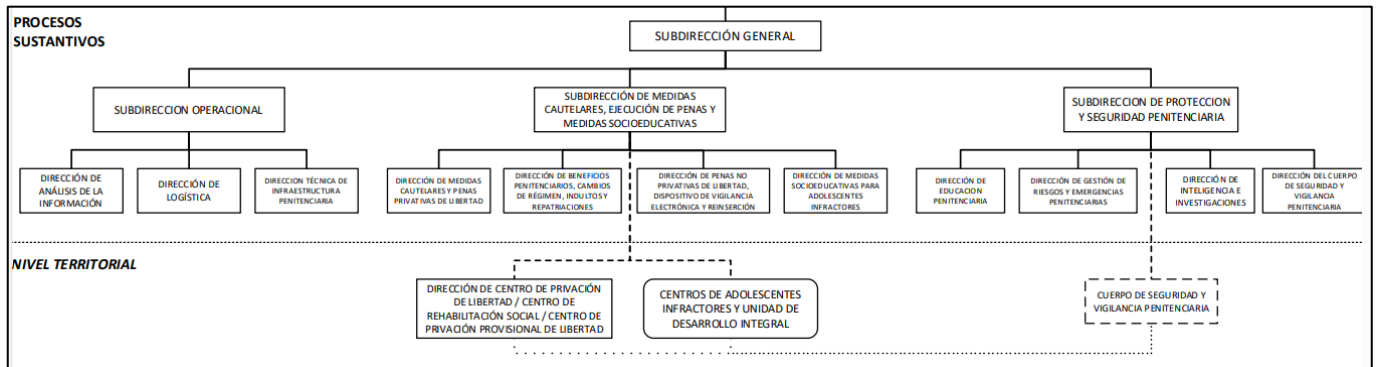 PROCESOS
SUSTANTIVOS
SUBDIRECCIÓN GENERAL
SUBDIRECCION OPERACIONAL
SUBDIRECCIÓN DE MEDIDAS
CAUTELARES, EJECUCIÓN DE PENAS Y
MEDIDAS SOCIOEDUCATIVAS
SUBDIRECCION DE PROTECCION
Y SEGURIDAD PENITENCIARIA
DIRECCIÓN DE
ANÁLISIS DE LA
INFORMACIÓN
DIRECCIÓN DE
LOGÍSTICA
DIRECCION TÉCNICA DE
INFRAESTRUCTURA
PENITENCIARIA
DIRECCIÓN DE MEDIDAS
CAUTELARES Y PENAS
PRIVATIVAS DE LIBERTAD
DIRECCIÓN DE BENEFICIOS
PENITENCIARIOS, CAMBIOS
DE RÉGIMEN, INDULTOS Y
REPATRIACIONES
DIRECCIÓN DE PENAS NO
PRIVATIVAS DE LIBERTAD,
DISPOSITIVO DE VIGILANCIA
ELECTRÓNICA Y REINSERCIÓN
DIRECCIÓN DE MEDIDAS
SOCIOEDUCATIVAS PARA
ADOLESCENTES
INFRACTORES
DIRECCIÓN DE
EDUCACION
PENITENCIARIA
DIRECCIÓN DE GESTIÓN DE
RIESGOS Y EMERGENCIAS
PENITENCIARIAS
DIRECCIÓN DE
INTELIGENCIA E
INVESTIGACIONES
DIRECCIÓN DEL CUERPO
DE SEGURIDAD Y
VIGILANCIA
PENITENCIARIA
NIVEL TERRITORIAL
DIRECCIÓN DE CENTRO DE PRIVACIÓN
DE LIBERTAD / CENTRO DE
REHABILITACIÓN SOCIAL / CENTRO DE
PRIVACIÓN PROVISIONAL DE LIBERTAD
CENTROS DE ADOLESCENTES
INFRACTORES Y UNIDAD DE
DESARROLLO INTEGRAL
CUERPO DE SEGURIDAD Y
VIGILANCIA PENITENCIARIA